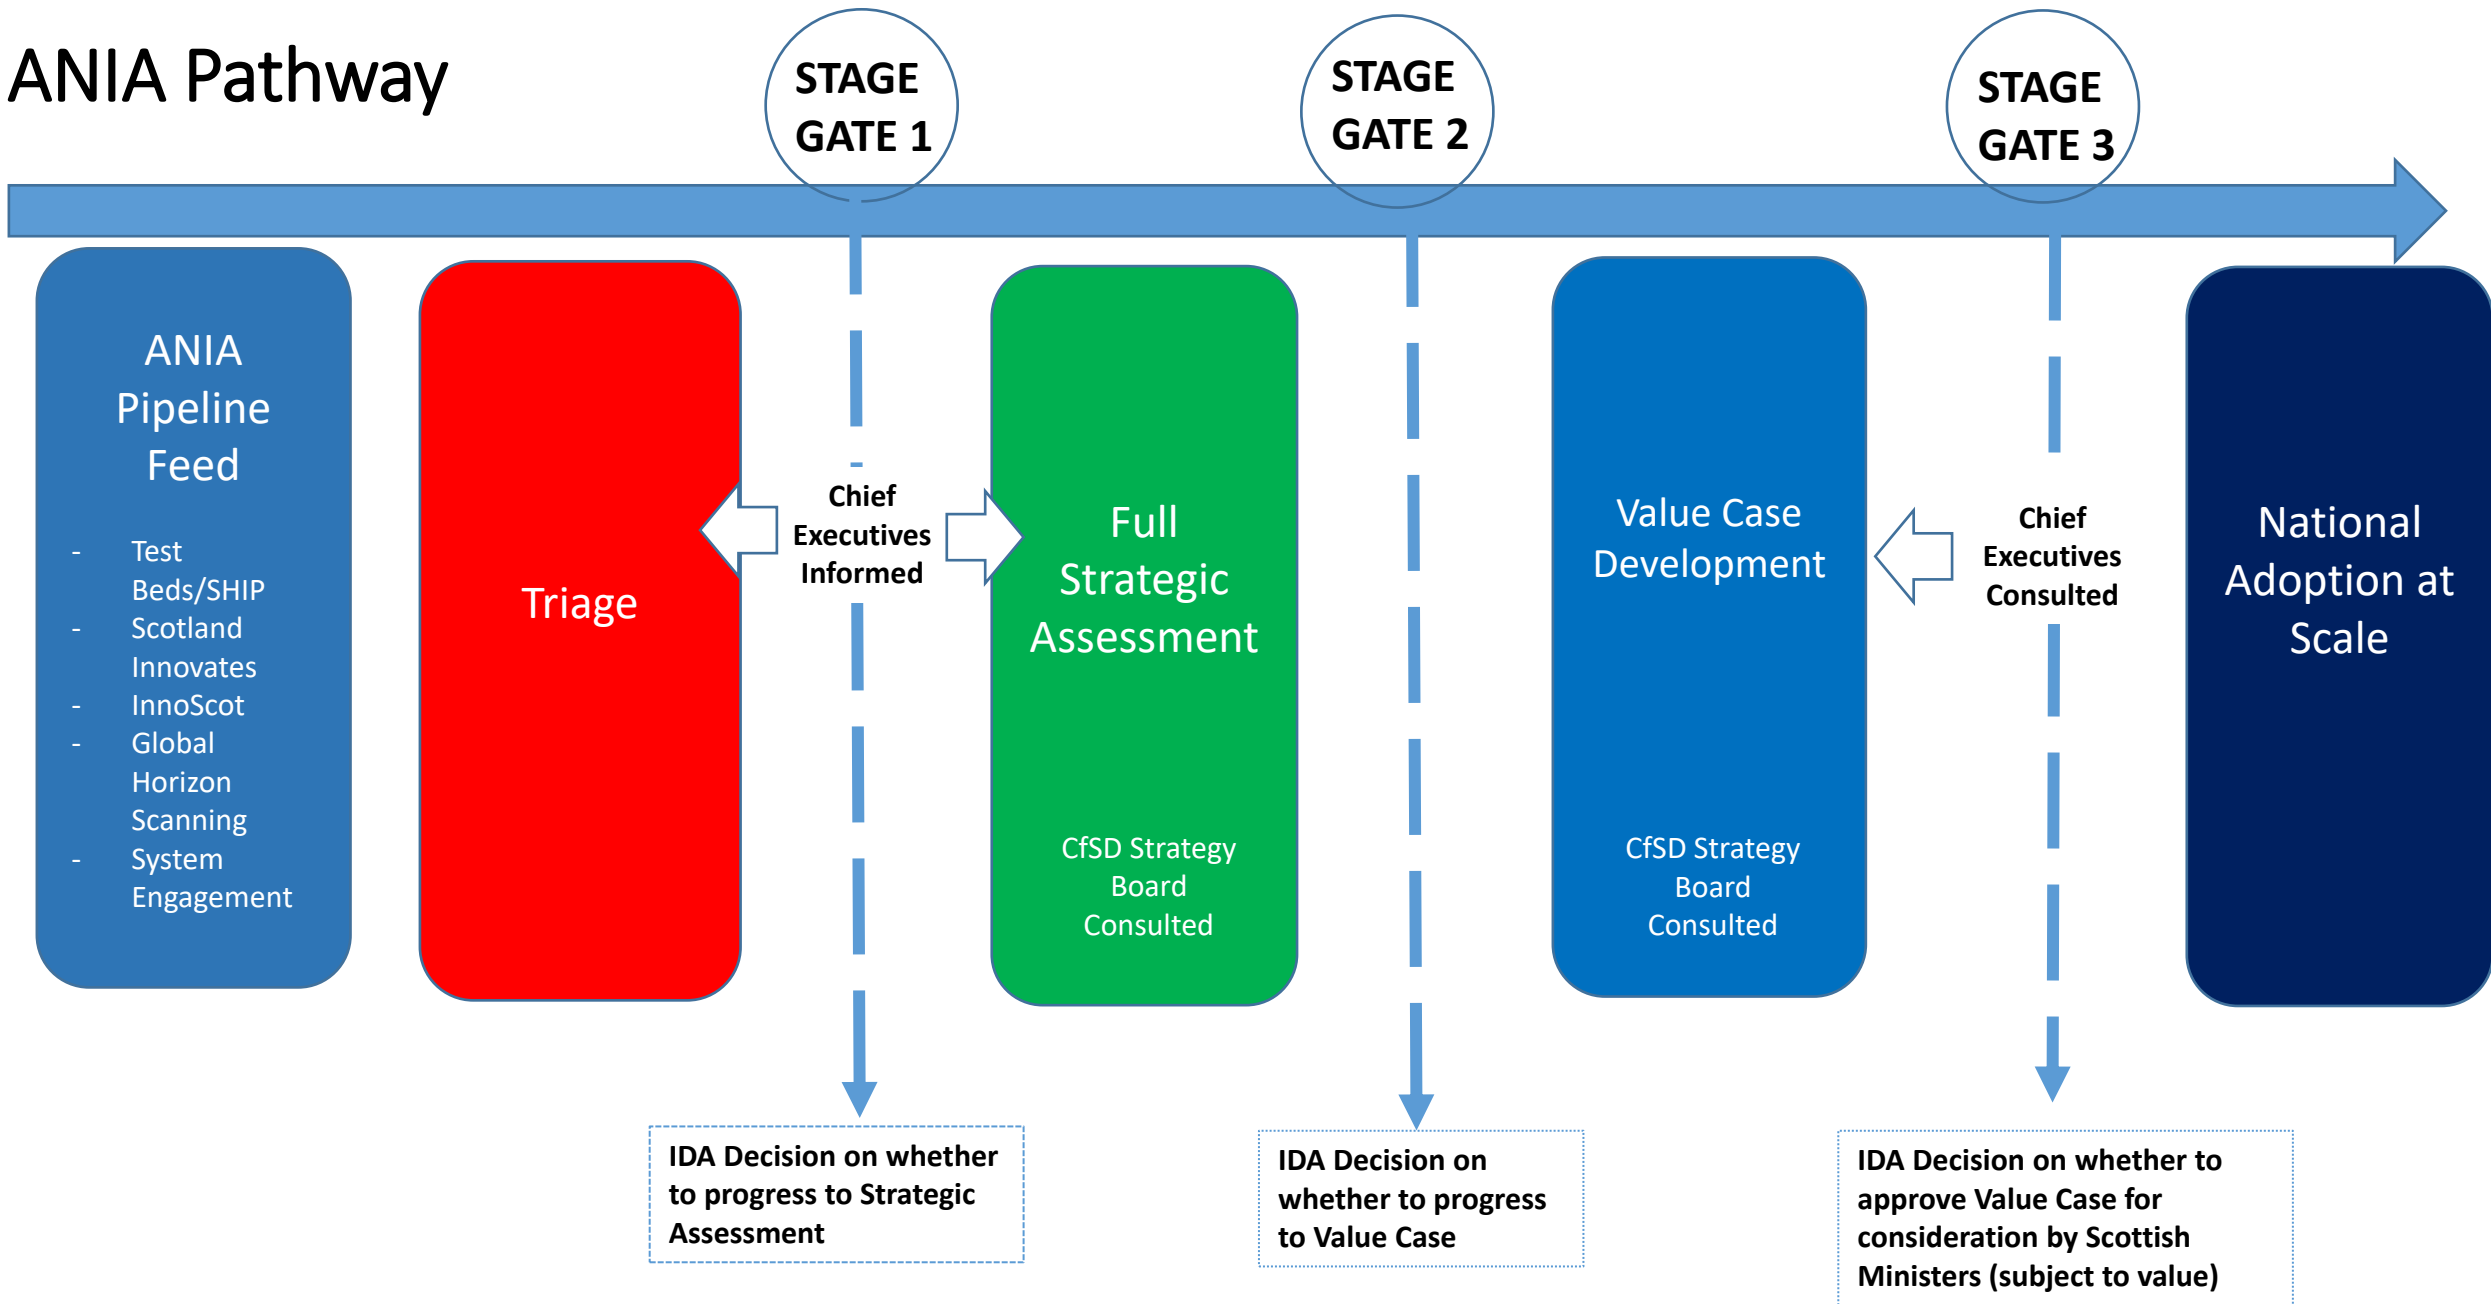 ANIA Pathway
STAGE
GATE 1
STAGE
GATE 2
STAGE
GATE 3
ANIA
Pipeline
Feed
- Test
Beds/SHIP
- Scotland
Innovates
- InnoScot
- Global
Horizon
Scanning
- System
Engagement
Triage
Chief
Executives
Informed
Full
Strategic
Assessment
CfSD Strategy
Board
Consulted
Value Case
Development
CfSD Strategy
Board
Consulted
Chief
Executives
Consulted
National
Adoption at
Scale
IDA Decision on whether
to progress to Strategic
Assessment
IDA Decision on
whether to progress
to Value Case
IDA Decision on whether to
approve Value Case for
consideration by Scottish
Ministers (subject to value)